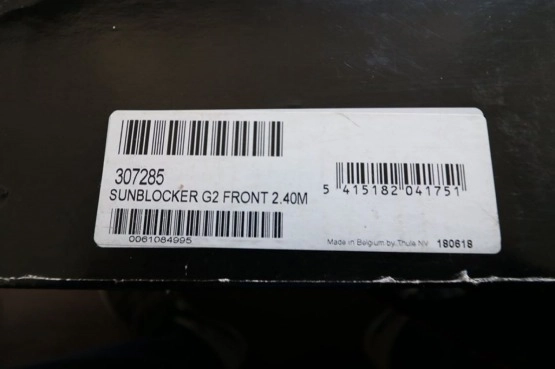 307285
SUNBLOCKER G2 FRONT 2.40M
0061084995
5 415182 041751
Made in Belgium by Thule NV 180618